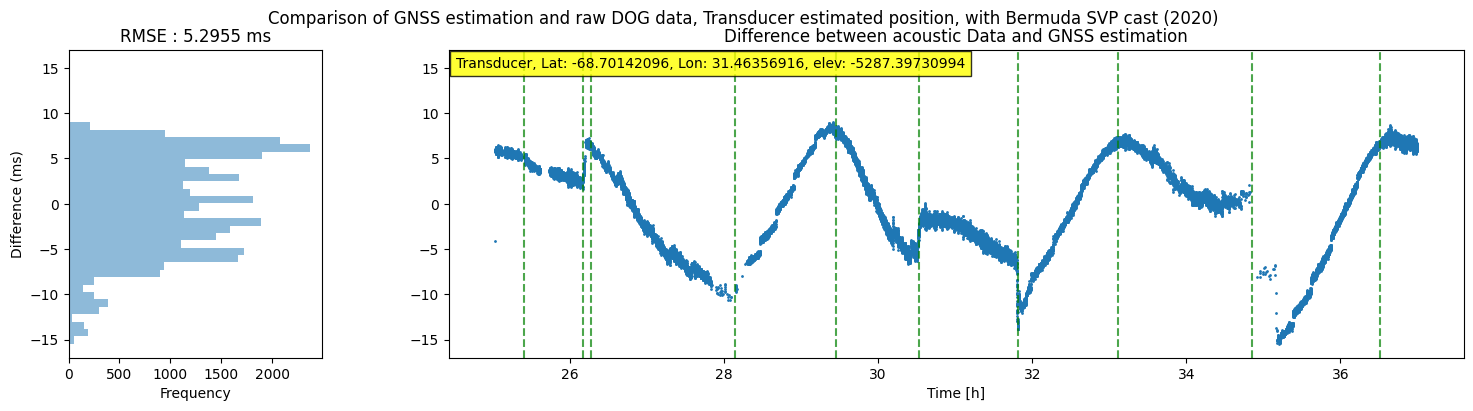 Comparison of GNSS estimation and raw DOG data, Transducer estimated position, with Bermuda SVP cast (2020)
RMSE : 5.2955 ms
Difference between acoustic Data and GNSS estimation
Transducer, Lat: -68.70142096, Lon: 31.46356916, elev: -5287.39730994
Difference (ms)
15
10
5
0
−5
−10
−15
0 500 1000 1500 2000
Frequency
15
10
5
0
−5
−10
−15
26 28 30 32 34 36
Time [h]